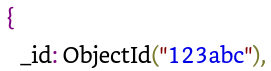 {
_id: ObjectId("123abc"),